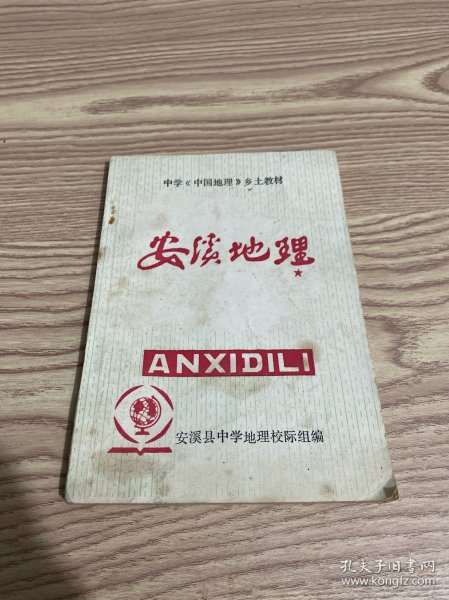 中学《中国地理》乡土教材
安溪地理
ANXIDILI
安溪县中学地理校际组编
孔夫子旧书网
www.kongfz.com